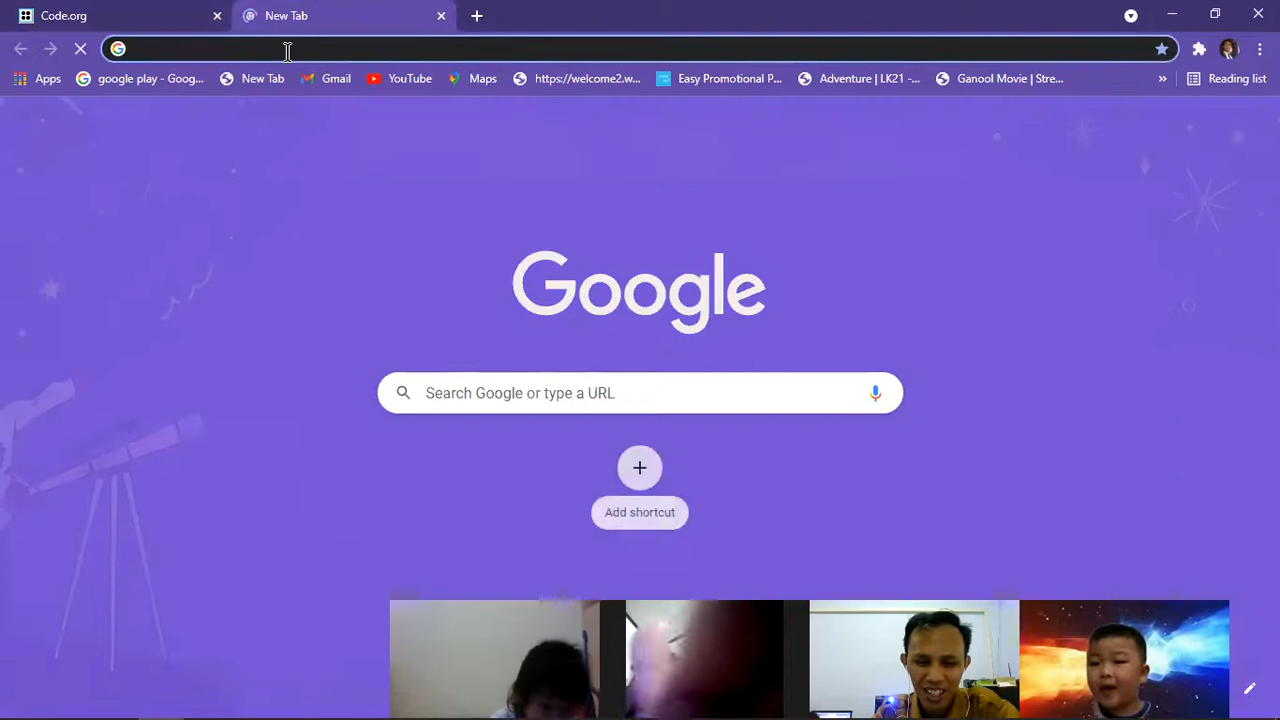 Code.org
New Tab
Apps
google play - Goog...
New Tab
Gmail
YouTube
Maps
https://welcome2.w...
Easy Promotional P...
Adventure | LK21 -...
Ganool Movie | Stre...
»
Reading list
Google
Search Google or type a URL
Add shortcut